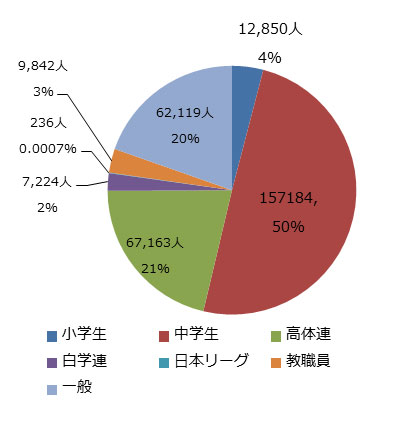 12,850人
4%
9,842人
3%
236人
0.0007%
7,224人
2%
62,119人
20%
157184,
50%
67,163人
21%
小学生 中学生 高体連
白学連 日本リーグ 教職員
一般